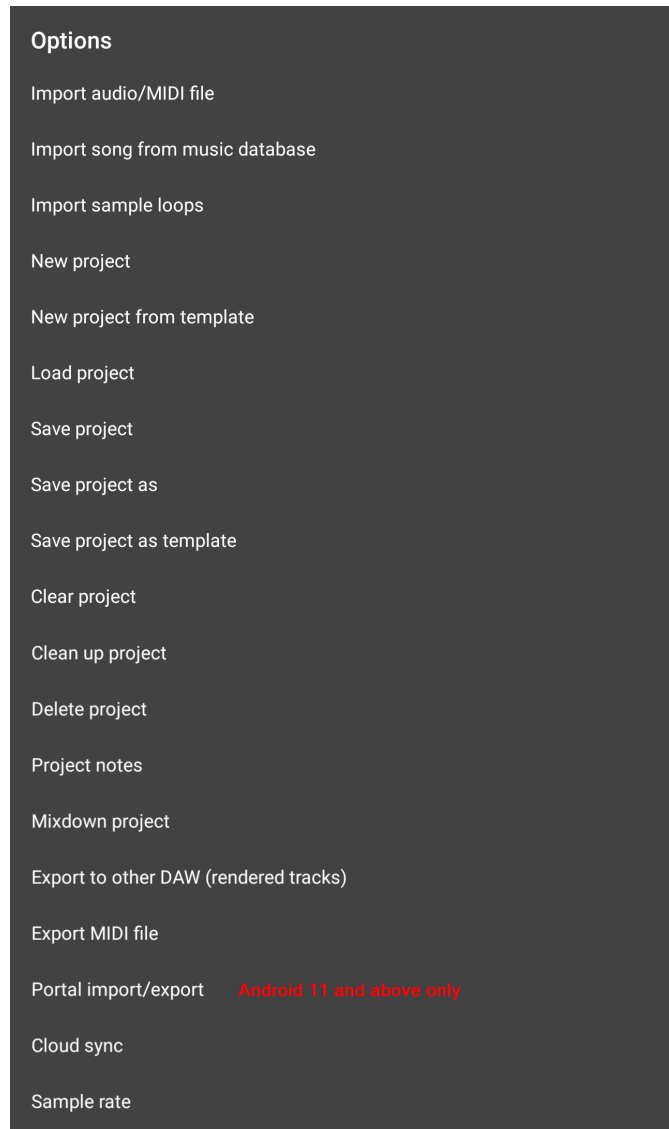 Options
Import audio/MIDI file
Import song from music database
Import sample loops
New project
New project from template
Load project
Save project
Save project as
Save project as template
Clear project
Clean up project
Delete project
Project notes
Mixdown project
Export to other DAW (rendered tracks)
Export MIDI file
Portal import/export Android 11 and above only
Cloud sync
Sample rate